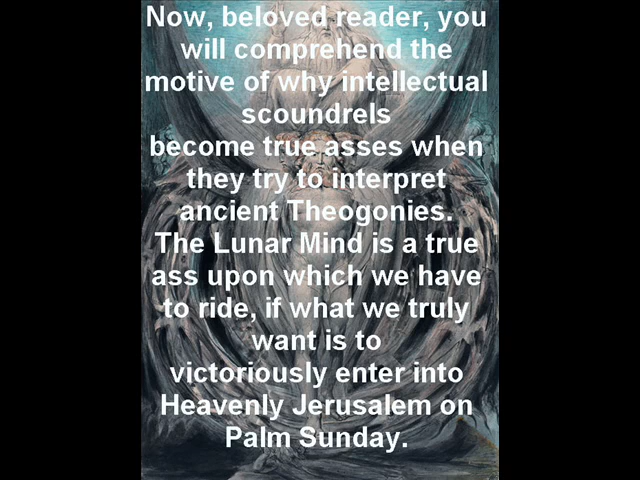 Now, beloved reader, you
will comprehend the
motive of why intellectual
scoundrels
become true asses when
they try to interpret
ancient Theogonies.
The Lunar Mind is a true
ass upon which we have
to ride, if what we truly
want is to
victoriously enter into
Heavenly Jerusalem on
Palm Sunday.